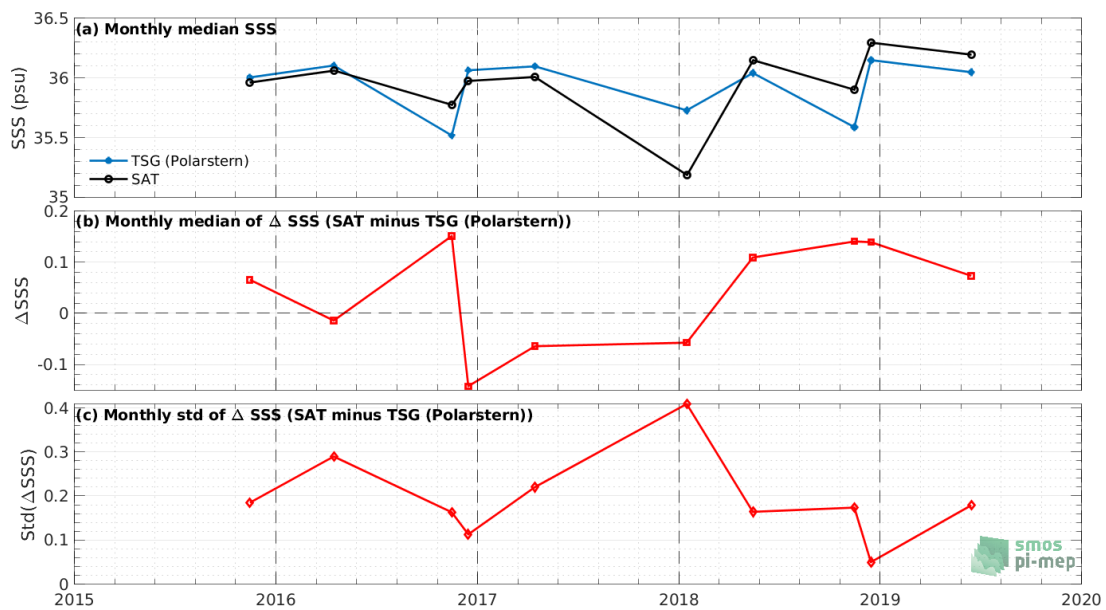 (a) Monthly median SSS
36.5
36
35.5
35
SSS (psu)
TSG (Polarstern)
SAT
(b) Monthly median of Δ SSS (SAT minus TSG (Polarstern))
0.2
0.1
0
-0.1
ΔSSS
(c) Monthly std of Δ SSS (SAT minus TSG (Polarstern))
0.4
0.3
0.2
0.1
0
Std(ΔSSS)
smos
pi-mep
2015 2016 2017 2018 2019 2020